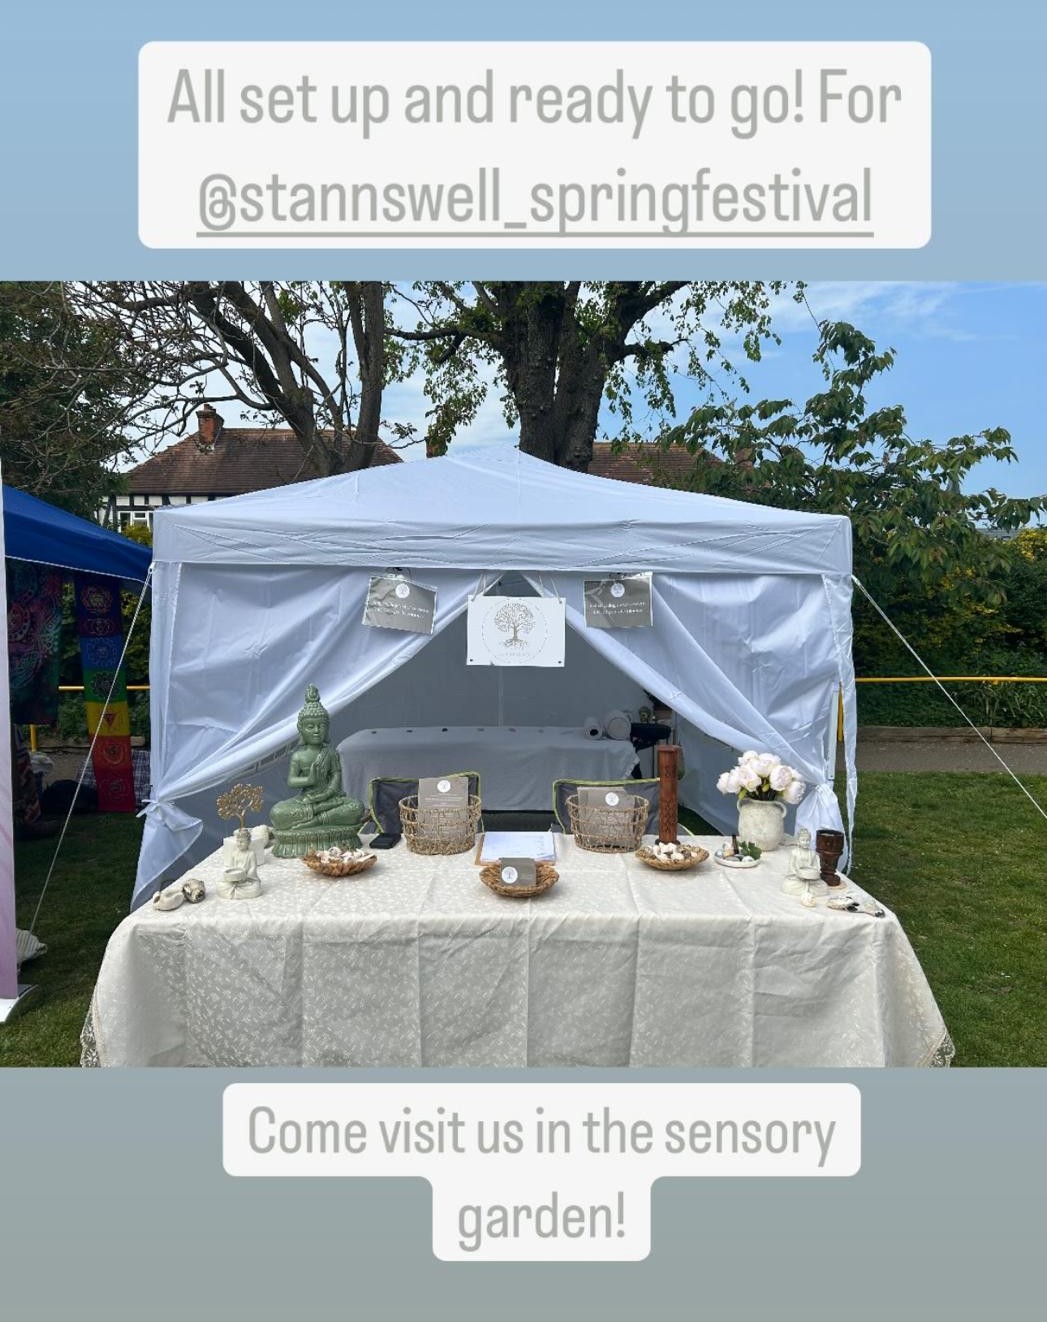 All set up and ready to go! For
@stannswell_springfestival
Come visit us in the sensory
garden!